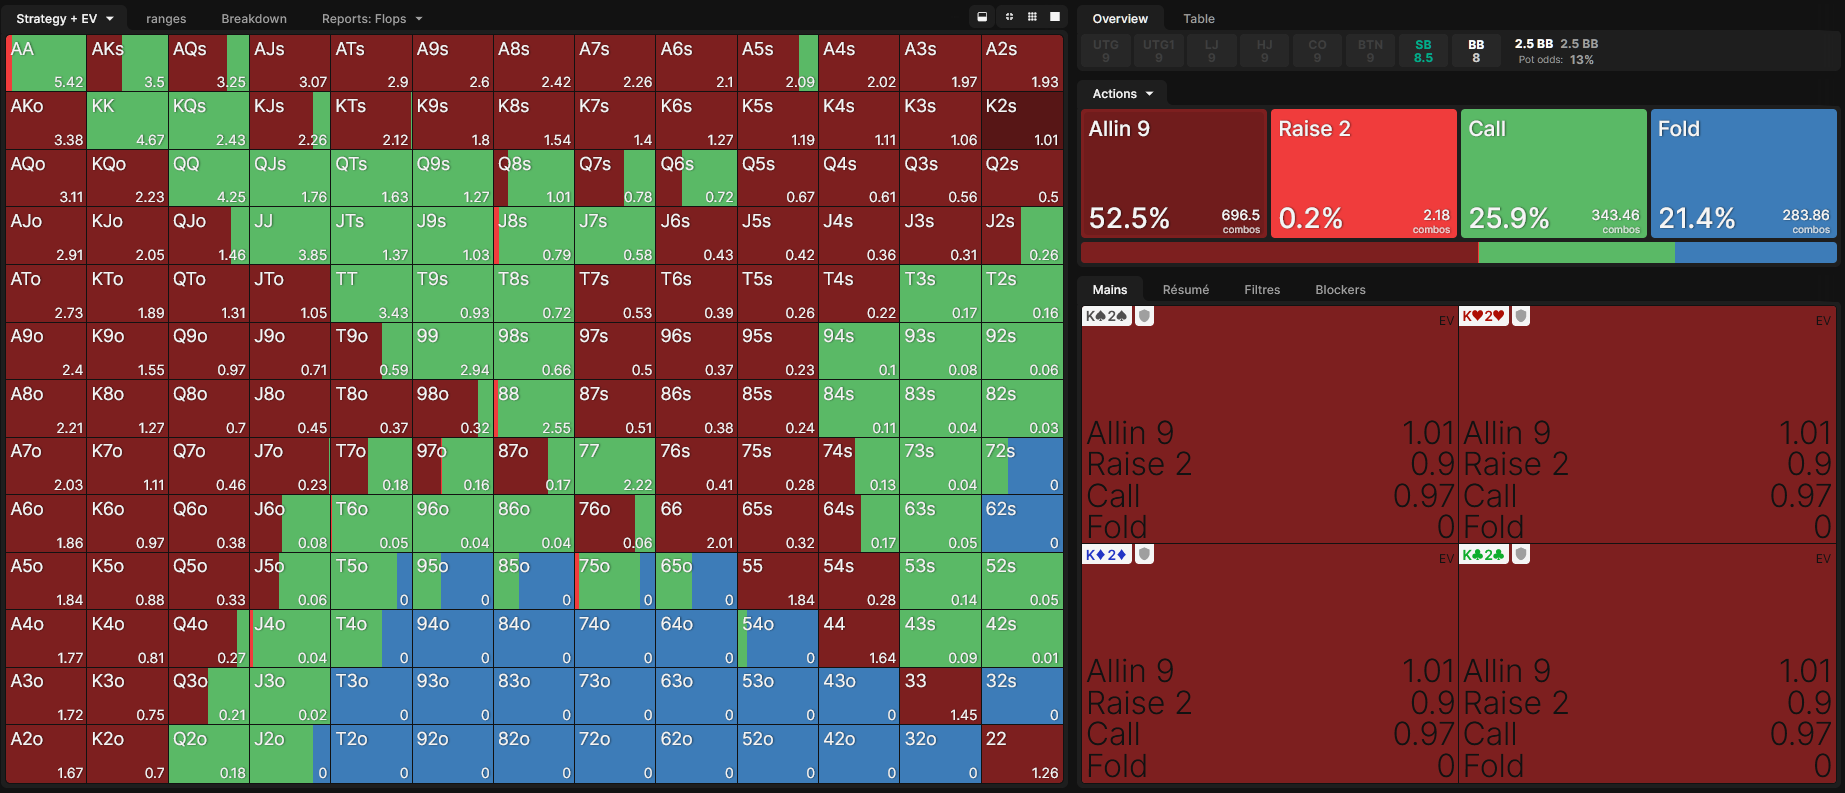 Strategy + EV ranges Breakdown Reports: Flops
AA AKs AQs AJs ATs A9s A8s A7s A6s A5s A4s A3s A2s
5.42 3.5 3.25 3.07 2.9 2.6 2.42 2.26 2.1 2.09 2.02 1.97 1.93
AKo KK KQs KJs KTs K9s K8s K7s K6s K5s K4s K3s K2s
3.38 4.67 2.43 2.26 2.12 1.8 1.54 1.4 1.27 1.19 1.11 1.06 1.01
AQo KQo QQ QJs QTs Q9s Q8s Q7s Q6s Q5s Q4s Q3s Q2s
3.11 2.23 4.25 1.76 1.63 1.27 1.01 0.78 0.72 0.67 0.61 0.56 0.5
AJo KJo QJo JJ JTs J9s J8s J7s J6s J5s J4s J3s J2s
2.91 2.05 1.46 3.85 1.37 1.03 0.79 0.58 0.43 0.42 0.36 0.31 0.26
ATo KTo QTo JTo TT T9s T8s T7s T6s T5s T4s T3s T2s
2.73 1.89 1.31 1.05 3.43 0.93 0.72 0.53 0.39 0.26 0.22 0.17 0.16
A9o K9o Q9o J9o T9o 99 98s 97s 96s 95s 94s 93s 92s
2.4 1.55 0.97 0.71 0.59 2.94 0.66 0.5 0.37 0.23 0.1 0.08 0.06
A8o K8o Q8o J8o T8o 98o 88 87s 86s 85s 84s 83s 82s
2.21 1.27 0.7 0.45 0.37 0.32 2.55 0.51 0.38 0.24 0.11 0.04 0.03
A7o K7o Q7o J7o T7o 97o 87o 77 76s 75s 74s 73s 72s
2.03 1.11 0.46 0.23 0.18 0.16 0.17 2.22 0.41 0.28 0.13 0.04 0
A6o K6o Q6o J6o T6o 96o 86o 76o 66 65s 64s 63s 62s
1.86 0.97 0.38 0.08 0.05 0.04 0.04 0.06 2.01 0.32 0.17 0.05 0
A5o K5o Q5o J5o T5o 95o 85o 75o 65o 55 54s 53s 52s
1.84 0.88 0.33 0.06 0 0 0 0 0 1.84 0.28 0.14 0.05
A4o K4o Q4o J4o T4o 94o 84o 74o 64o 54o 44 43s 42s
1.77 0.81 0.27 0.04 0 0 0 0 0 0 1.64 0.09 0.01
A3o K3o Q3o J3o T3o 93o 83o 73o 63o 53o 43o 33 32s
1.72 0.75 0.21 0.02 0 0 0 0 0 0 0 1.45 0
A2o K2o Q2o J2o T2o 92o 82o 72o 62o 52o 42o 32o 22
1.67 0.7 0.18 0 0 0 0 0 0 0 0 0 1.26
Overview Table
UTG UTG1 LJ HJ CO BTN SB BB 2.5 BB 2.5 BB
9 9 9 9 9 9 8.5 8 Pot odds: 13%
Actions
Allin 9 Raise 2 Call Fold
52.5% 696.5 0.2% 2.18 25.9% 343.46 21.4% 283.86
combos combos combos combos
Mains Résumé Filtres Blockers
K♠2♠ EV K♥2♥ EV
Allin 9 1.01 Allin 9 1.01
Raise 2 0.9 Raise 2 0.9
Call 0.97 Call 0.97
Fold 0 Fold 0
K♦2♦ EV K♣2♣ EV
Allin 9 1.01 Allin 9 1.01
Raise 2 0.9 Raise 2 0.9
Call 0.97 Call 0.97
Fold 0 Fold 0